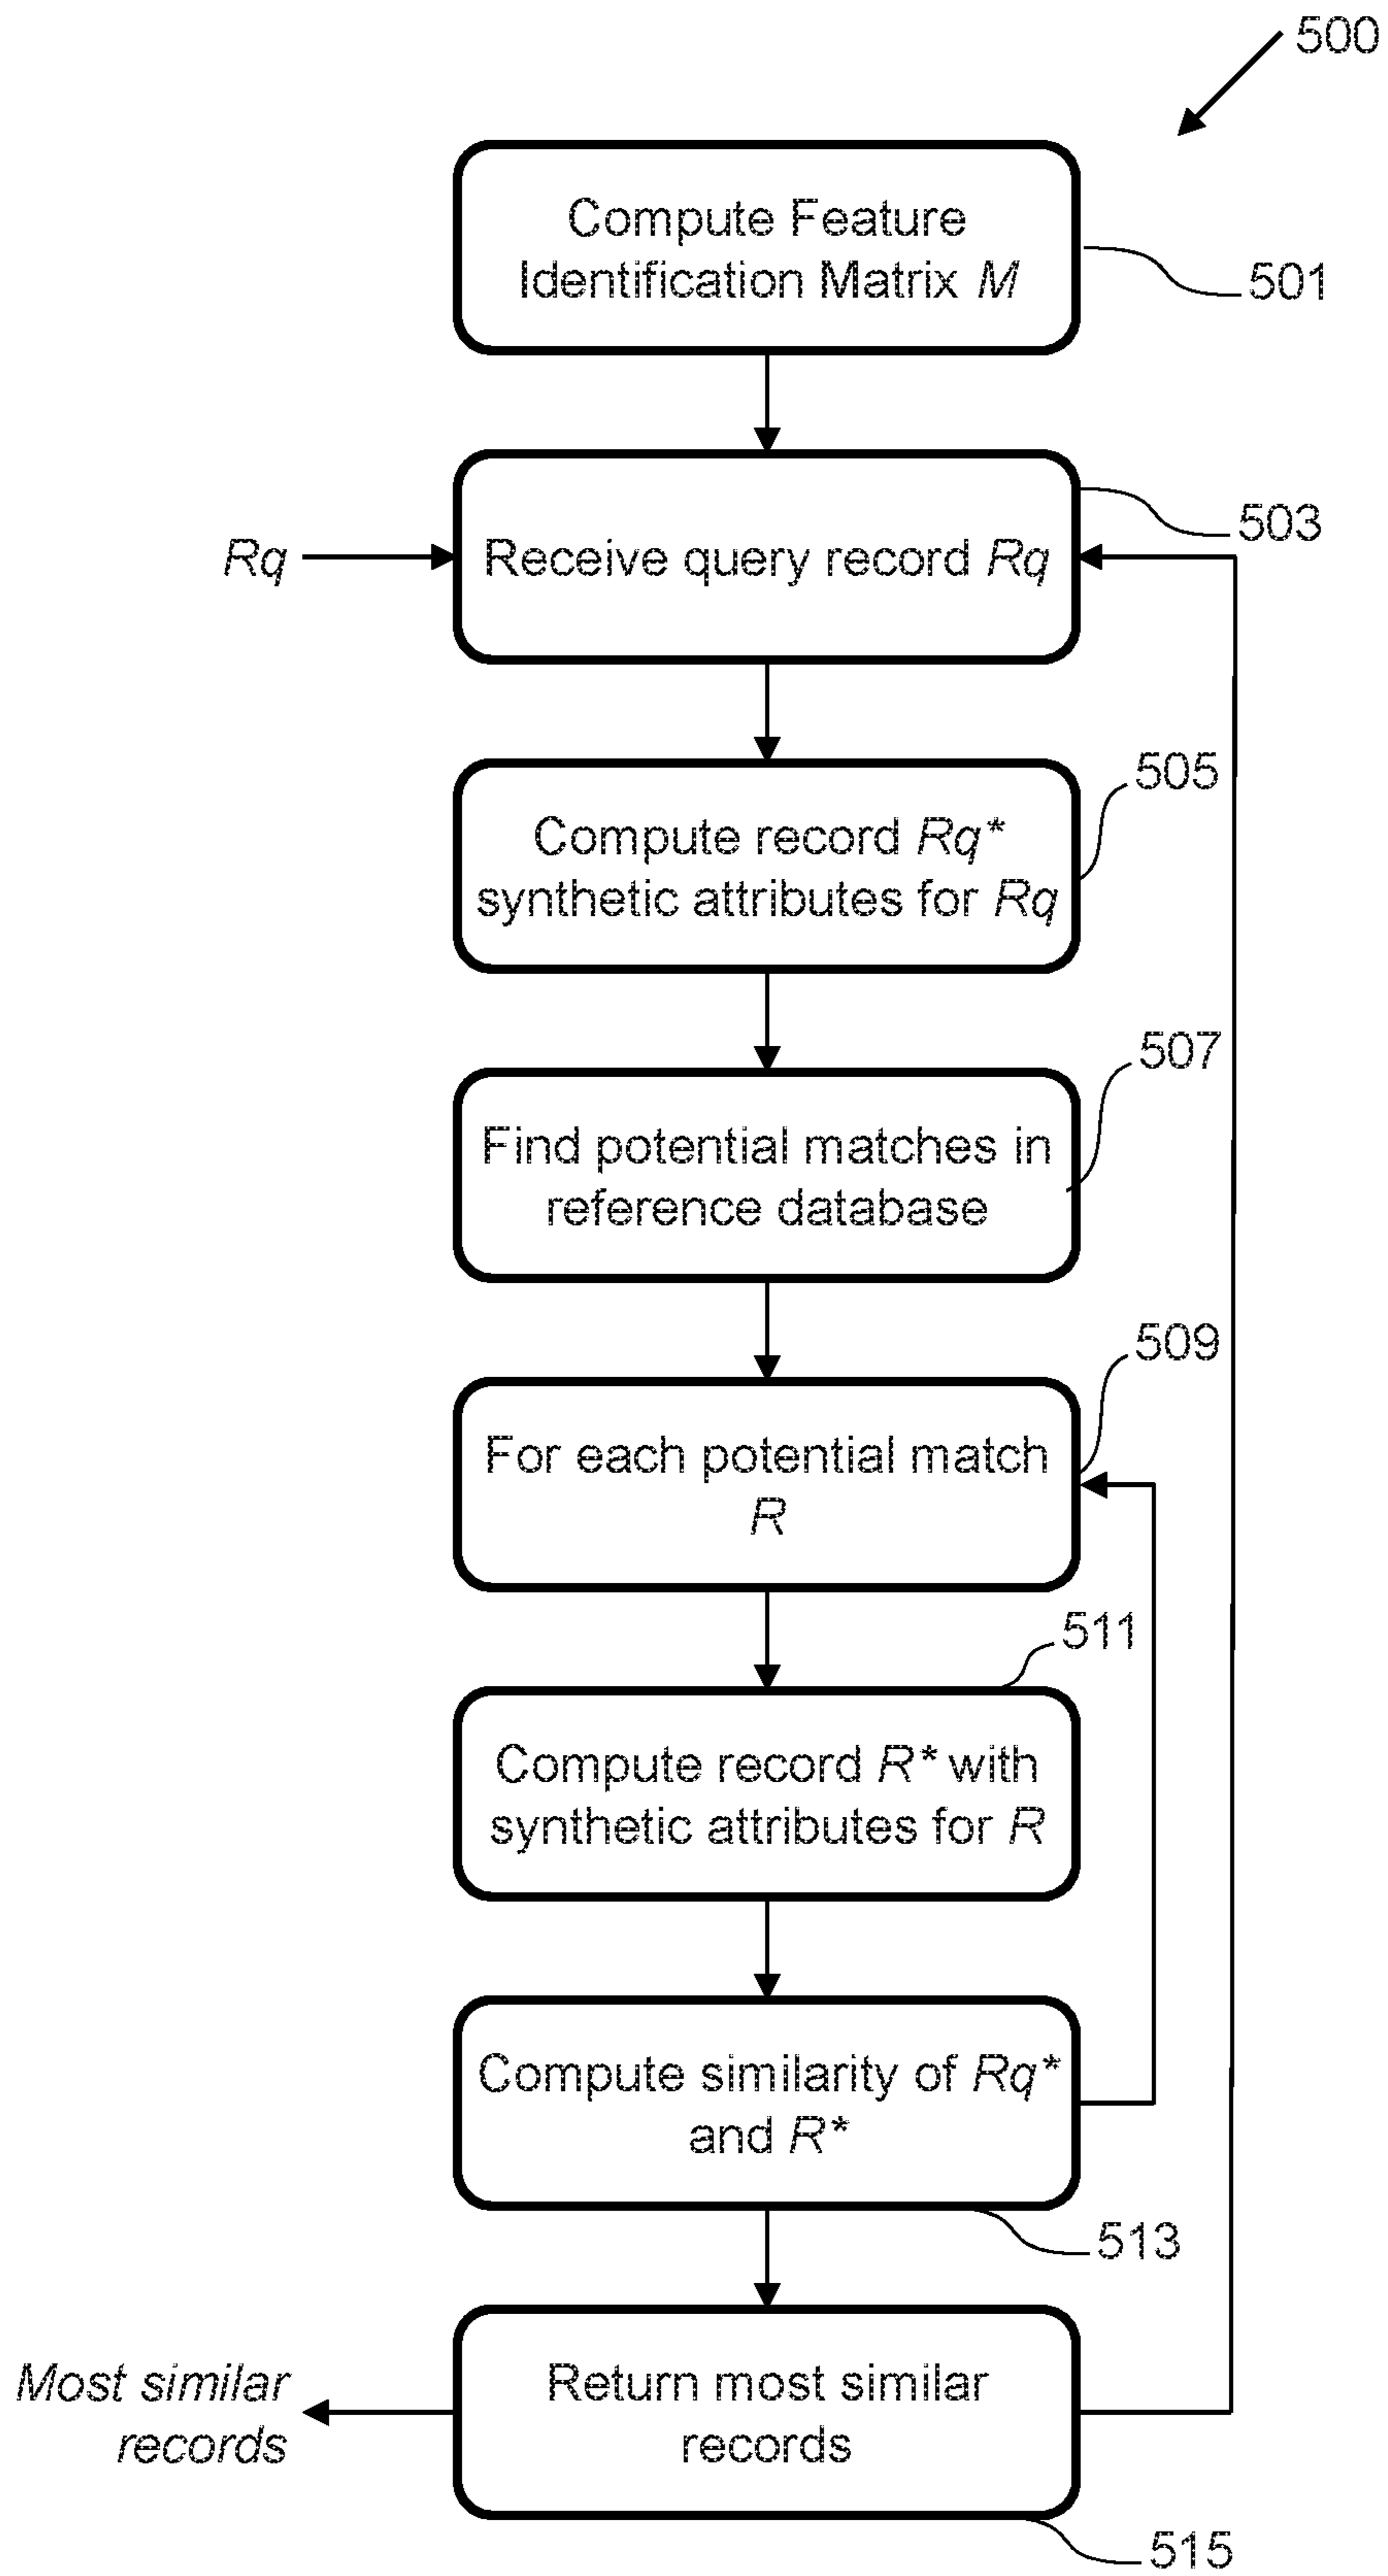 500
Compute Feature
Identification Matrix M
501
503
Rq
Receive query record Rq
505
Compute record Rq*
synthetic attributes for Rq
507
Find potential matches in
reference database
509
For each potential match
R
511
Compute record R* with
synthetic attributes for R
Compute similarity of Rq*
and R*
513
Most similar
records
Return most similar
records
515